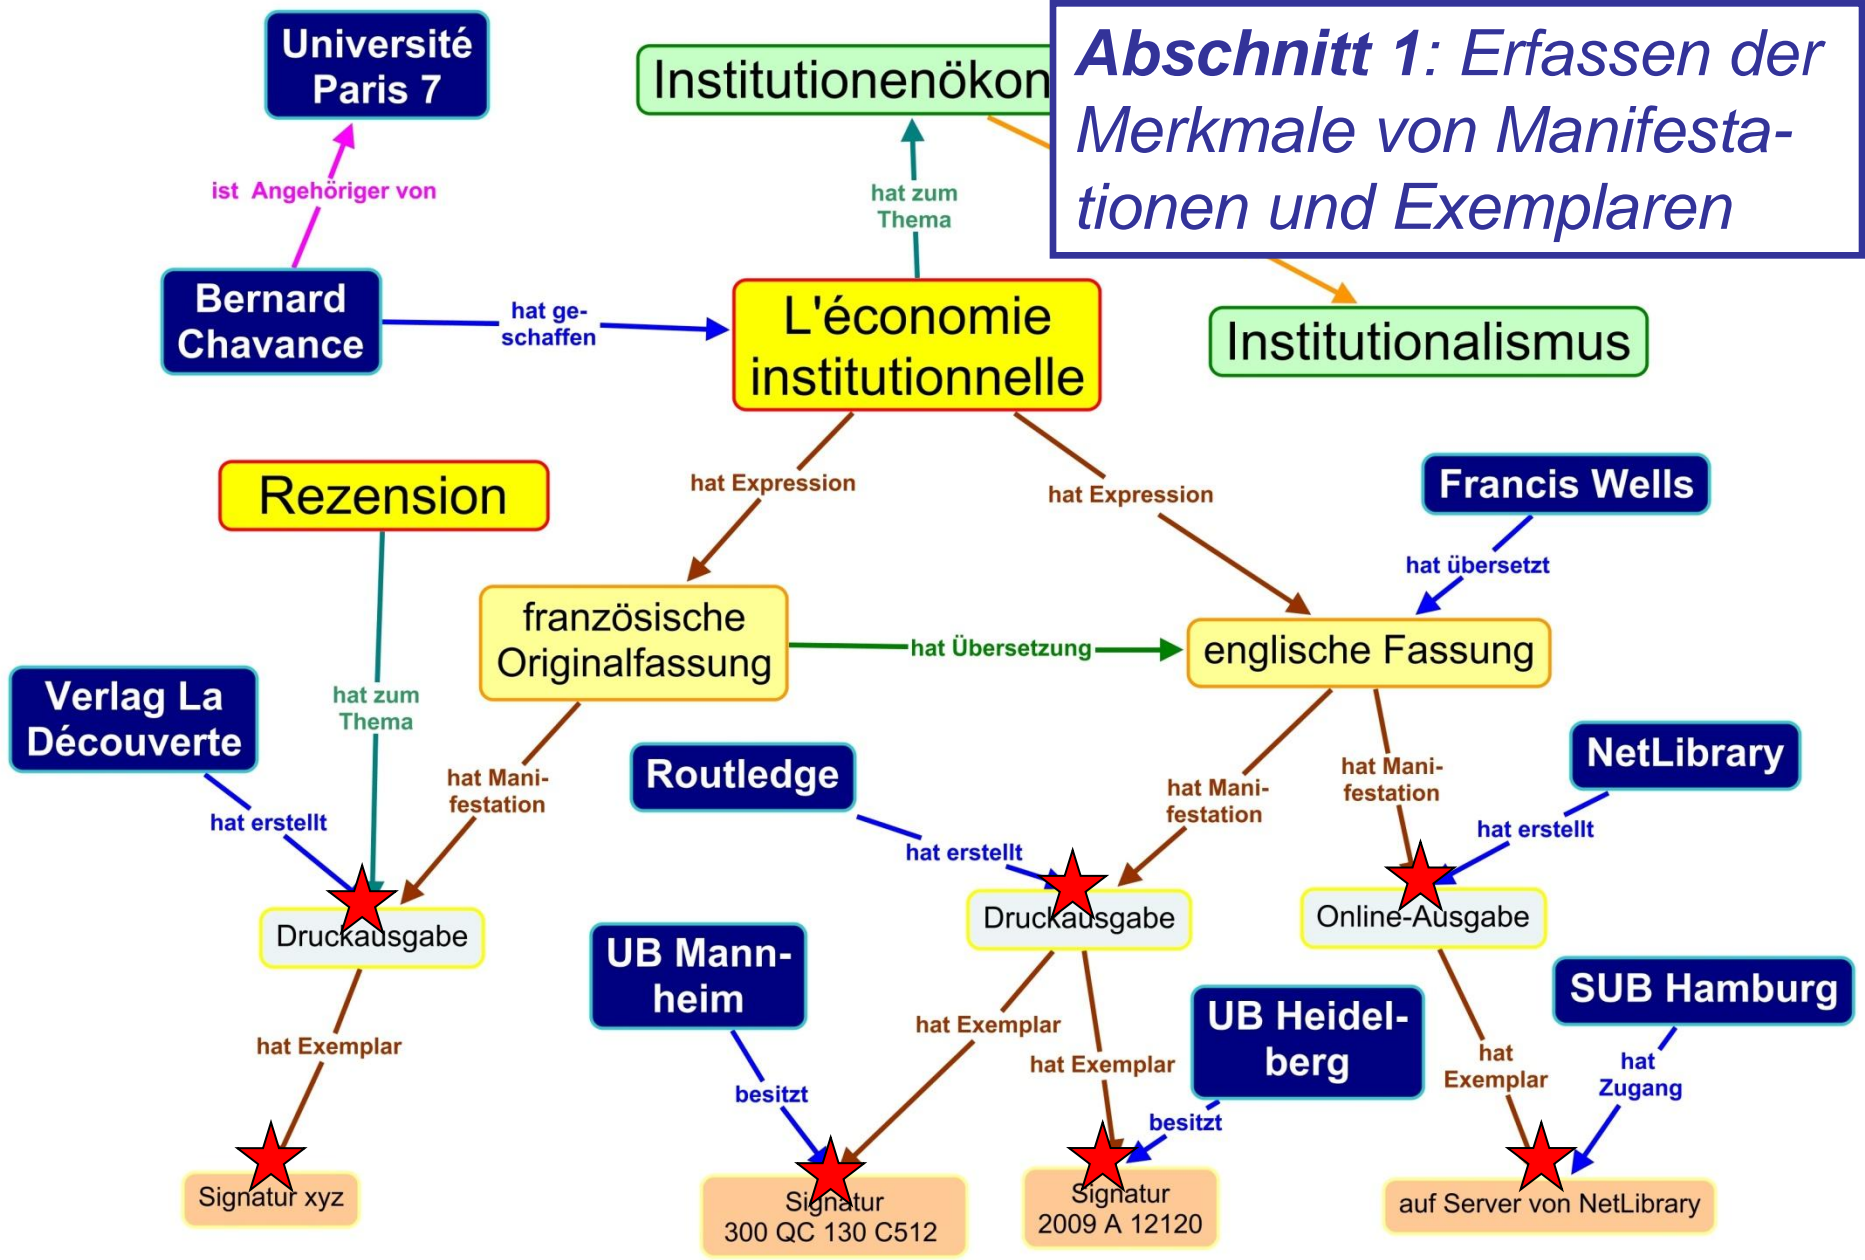 Université
Paris 7
Institutionenökon
Abschnitt 1: Erfassen der
Merkmale von Manifesta-
tionen und Exemplaren
ist Angehöriger von
hat zum
Thema
Bernard
Chavance
hat ge-
schaffen
L'économie
institutionnelle
Institutionalismus
Rezension
hat Expression
hat Expression
Francis Wells
hat übersetzt
französische
Originalfassung
hat Übersetzung
englische Fassung
Verlag La
Découverte
hat zum
Thema
hat Mani-
festation
Routledge
hat Mani-
festation
hat Mani-
festation
NetLibrary
hat erstellt
hat erstellt
hat erstellt
Druckausgabe
Druckausgabe
Online-Ausgabe
UB Mann-
heim
UB Heidel-
berg
SUB Hamburg
hat Exemplar
hat Exemplar
hat Exemplar
hat
Exemplar
hat
Zugang
besitzt
besitzt
Signatur xyz
Signatur
300 QC 130 C512
Signatur
2009 A 12120
auf Server von NetLibrary